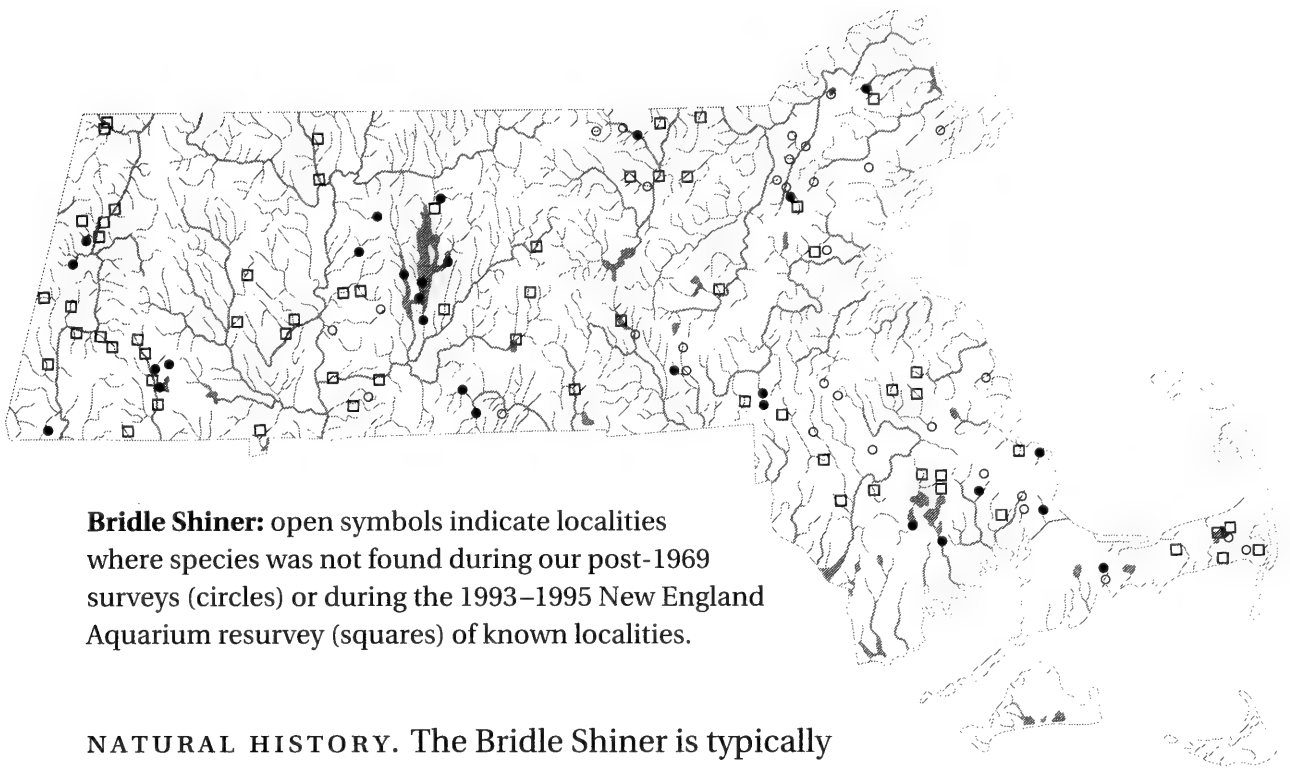 Bridle Shiner: open symbols indicate localities
where species was not found during our post-1969
surveys (circles) or during the 1993–1995 New England
Aquarium resurvey (squares) of known localities.
NATURAL HISTORY. The Bridle Shiner is typically